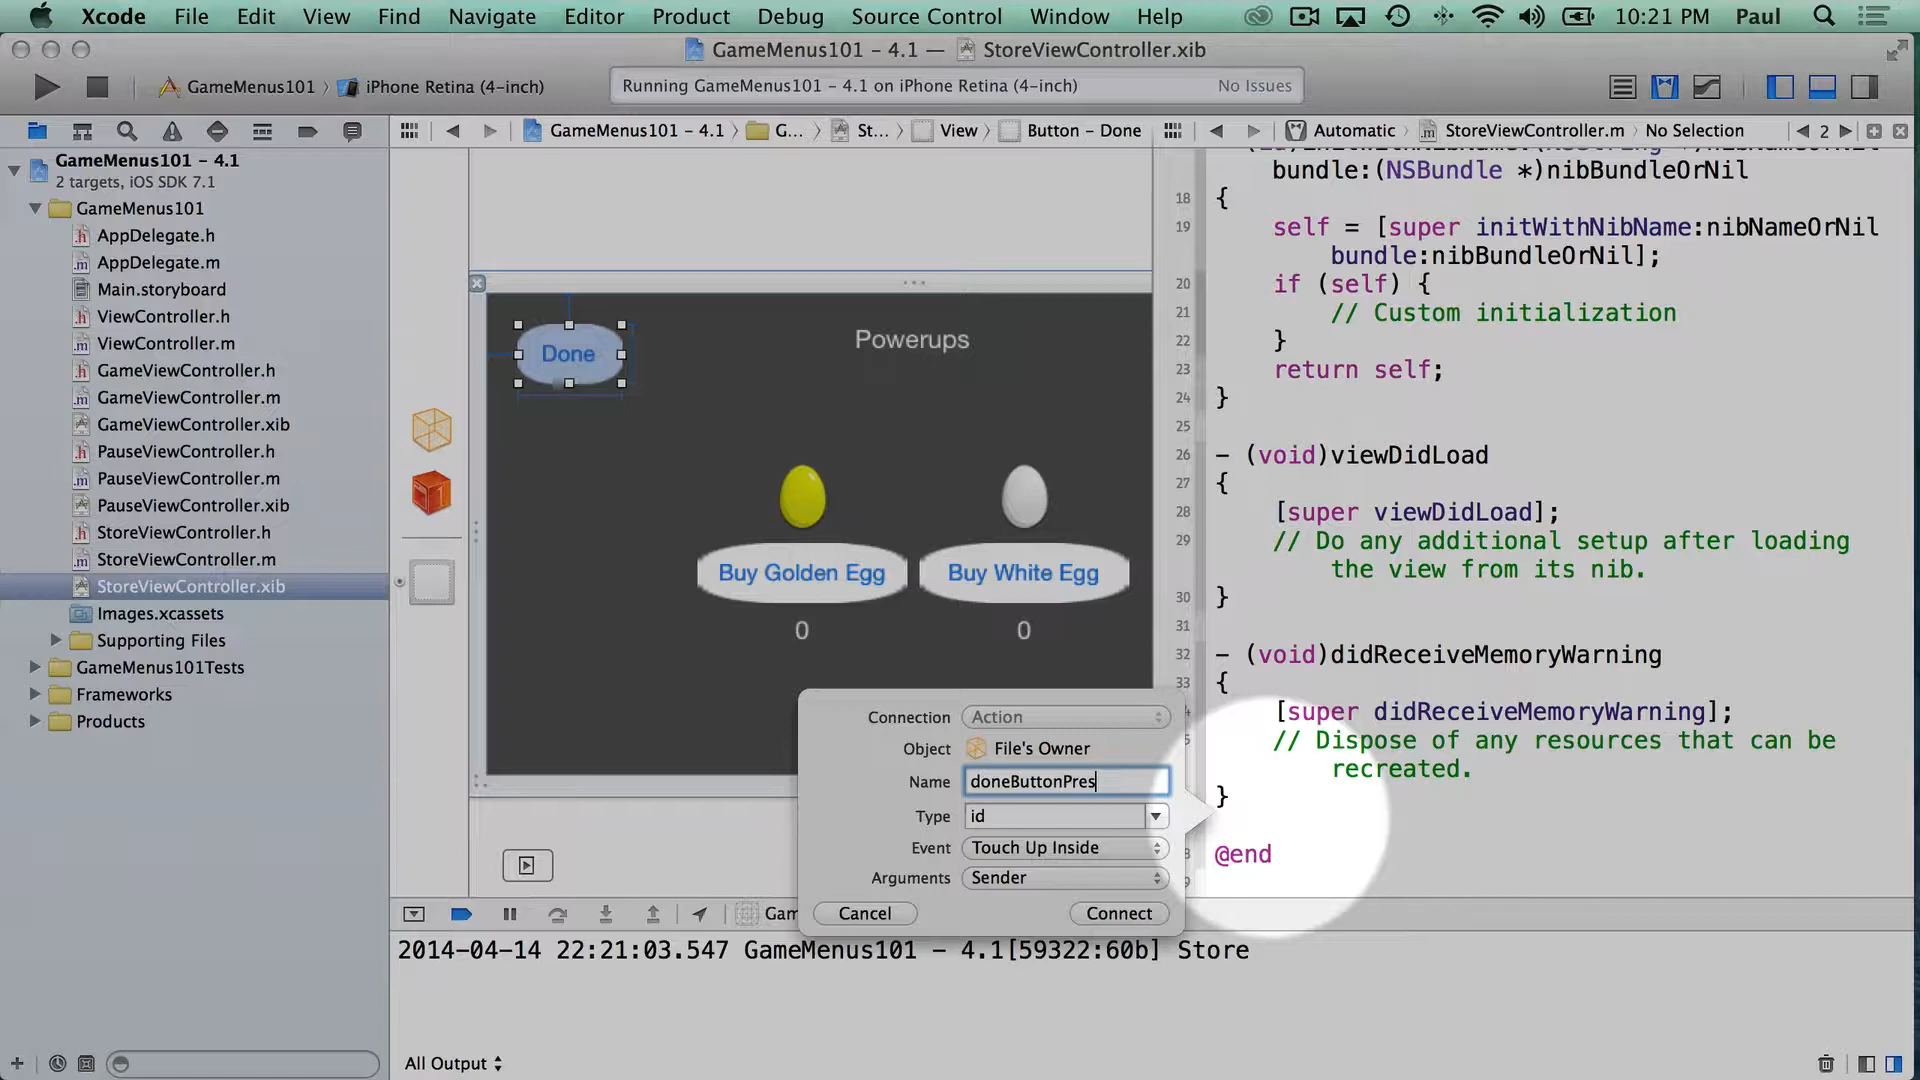 Xcode File Edit View Find Navigate Editor Product Debug Source Control Window Help 10:21 PM Paul
GameMenus101 – 4.1 — StoreViewController.xib
GameMenus101 iPhone Retina (4-inch)
Running GameMenus101 – 4.1 on iPhone Retina (4-inch) No Issues
GameMenus101 – 4.1 G... St... View Button – Done
Automatic StoreViewController.m No Selection 2
GameMenus101 – 4.1
2 targets, iOS SDK 7.1
GameMenus101
AppDelegate.h
AppDelegate.m
Main.storyboard
ViewController.h
ViewController.m
GameViewController.h
GameViewController.m
GameViewController.xib
PauseViewController.h
PauseViewController.m
PauseViewController.xib
StoreViewController.h
StoreViewController.m
StoreViewController.xib
Images.xcassets
Supporting Files
GameMenus101Tests
Frameworks
Products
Done
Powerups
Buy Golden Egg Buy White Egg
0 0
bundle:(NSBundle *)nibBundleOrNil
18 {
19 self = [super initWithNibName:nibNameOrNil
bundle:nibBundleOrNil];
20 if (self) {
21 // Custom initialization
22 }
23 return self;
24 }
25
26 - (void)viewDidLoad
27 {
28 [super viewDidLoad];
29 // Do any additional setup after loading
the view from its nib.
30 }
31
32 - (void)didReceiveMemoryWarning
33 {
[super didReceiveMemoryWarning];
// Dispose of any resources that can be
recreated.
}
@end
Connection Action
Object File's Owner
Name doneButtonPres
Type id
Event Touch Up Inside
Arguments Sender
Cancel Connect
Gam
2014-04-14 22:21:03.547 GameMenus101 – 4.1[59322:60b] Store
All Output